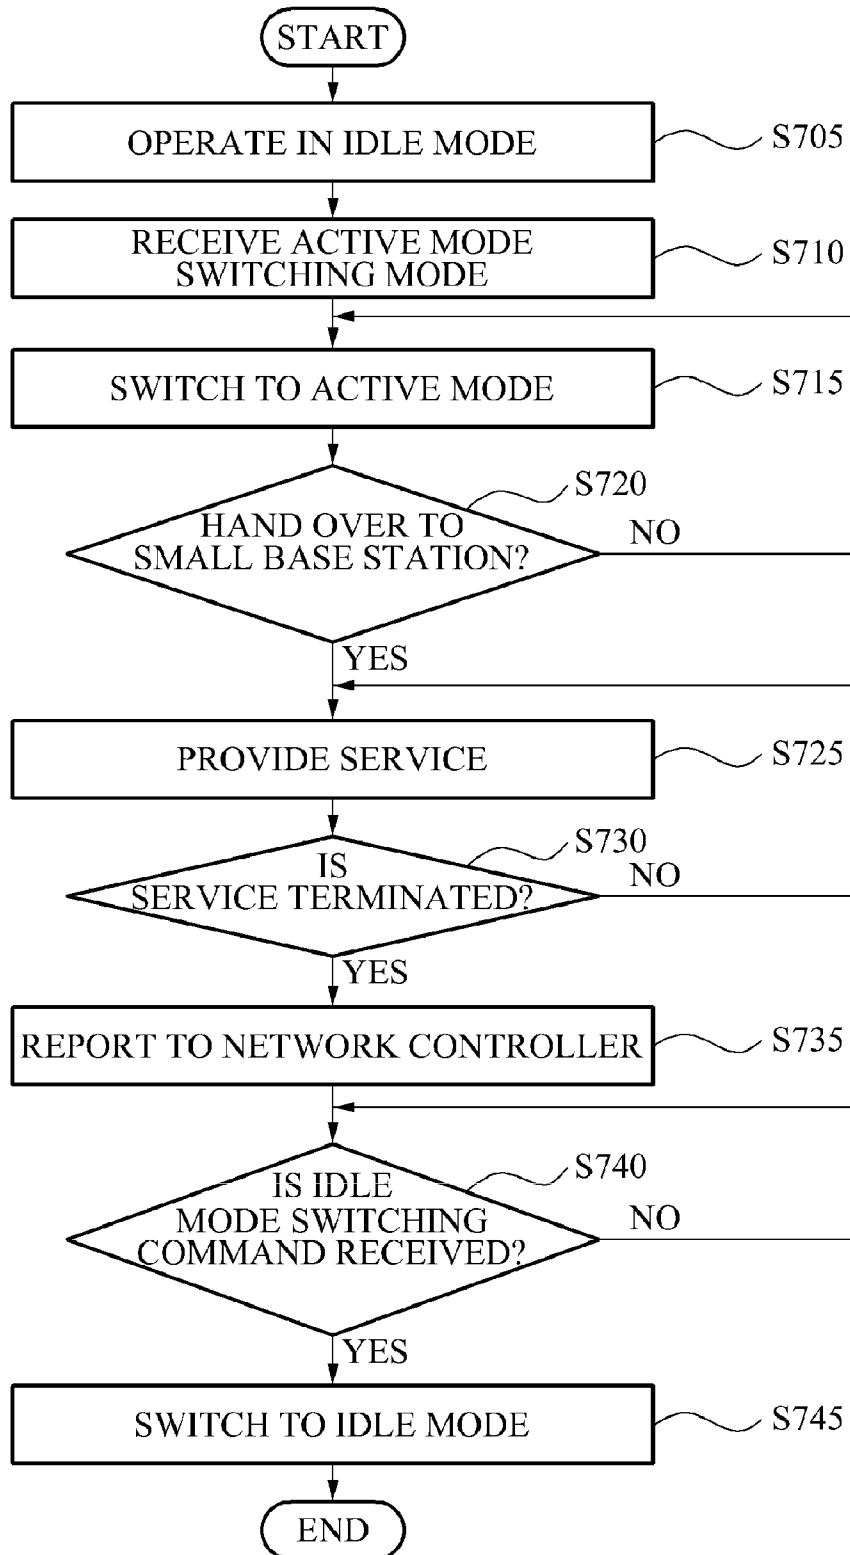 START
OPERATE IN IDLE MODE
S705
RECEIVE ACTIVE MODE
SWITCHING MODE
S710
SWITCH TO ACTIVE MODE
S715
S720
HAND OVER TO
SMALL BASE STATION?
NO
YES
PROVIDE SERVICE
S725
S730
IS
SERVICE TERMINATED?
NO
YES
REPORT TO NETWORK CONTROLLER
S735
S740
IS IDLE
MODE SWITCHING
COMMAND RECEIVED?
NO
YES
SWITCH TO IDLE MODE
S745
END